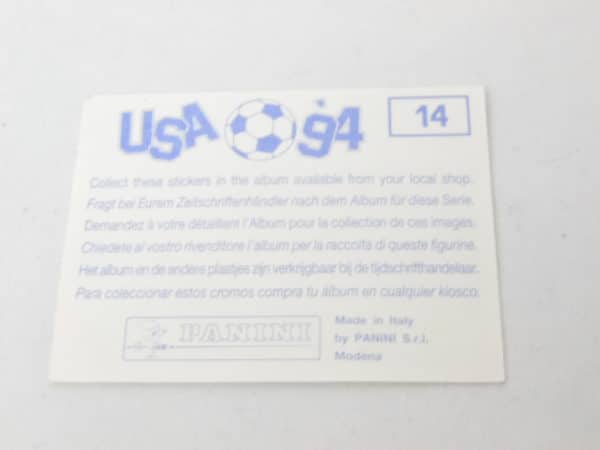 USA 94
14
Collect these stickers in the album available from your local shop.
Fragt bei Eurem Zeitschriftenhändler nach dem Album für diese Serie.
Demandez à votre détaillant l'Album pour la collection de ces images.
Chiedete al vostro rivenditore l'album per la raccolta di queste figurine.
Het album en de andere plaatjes zijn verkrijgbaar bij de tijdschrifthandelaar.
Para coleccionar estos cromos compra tu álbum en cualquier kiosco.
PANINI
Made in Italy
by PANINI S.r.l.
Modena